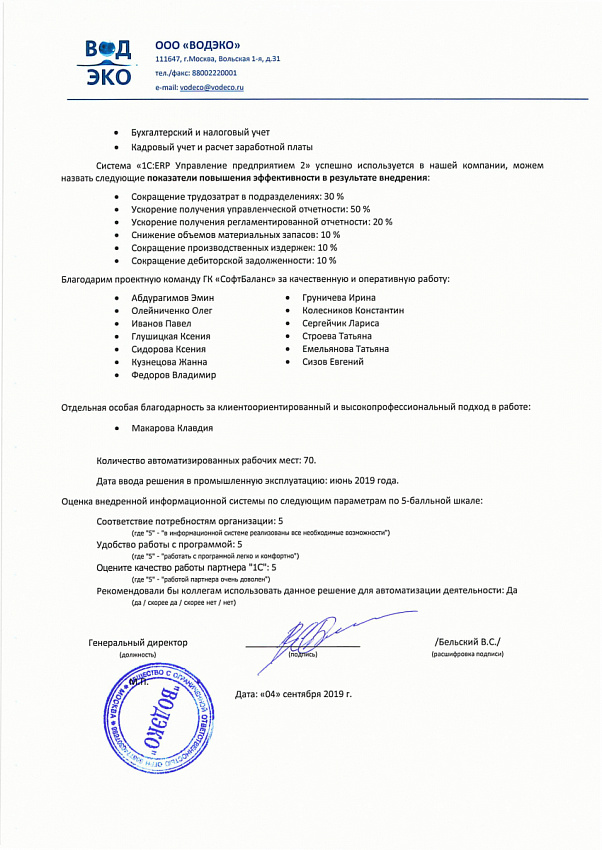 ВОД
ЭКО
ООО «ВОДЭКО»
111647, г.Москва, Вольская 1-я, д.31
тел./факс: 88002220001
e-mail: vodeco@vodeco.ru
• Бухгалтерский и налоговый учет
• Кадровый учет и расчет заработной платы
Система «1С:ERP Управление предприятием 2» успешно используется в нашей компании, можем
назвать следующие показатели повышения эффективности в результате внедрения:
• Сокращение трудозатрат в подразделениях: 30 %
• Ускорение получения управленческой отчетности: 50 %
• Ускорение получения регламентированной отчетности: 20 %
• Снижение объемов материальных запасов: 10 %
• Сокращение производственных издержек: 10 %
• Сокращение дебиторской задолженности: 10 %
Благодарим проектную команду ГК «СофтБаланс» за качественную и оперативную работу:
• Абдурагимов Эмин
• Олейниченко Олег
• Иванов Павел
• Глушицкая Ксения
• Сидорова Ксения
• Кузнецова Жанна
• Федоров Владимир
• Груничева Ирина
• Колесников Константин
• Сергейчик Лариса
• Строева Татьяна
• Емельянова Татьяна
• Сизов Евгений
Отдельная особая благодарность за клиентоориентированный и высокопрофессиональный подход в работе:
• Макарова Клавдия
Количество автоматизированных рабочих мест: 70.
Дата ввода решения в промышленную эксплуатацию: июнь 2019 года.
Оценка внедренной информационной системы по следующим параметрам по 5-балльной шкале:
Соответствие потребностям организации: 5
(где "5" - "в информационной системе реализованы все необходимые возможности")
Удобство работы с программой: 5
(где "5" - "работать с программой легко и комфортно")
Оцените качество работы партнера "1С": 5
(где "5" - "работой партнера очень доволен")
Рекомендовали бы коллегам использовать данное решение для автоматизации деятельности: Да
(да / скорее да / скорее нет / нет)
Генеральный директор /Бельский В.С./
(должность) (подпись) (расшифровка подписи)
М.П.
Дата: «04» сентября 2019 г.
ОБЩЕСТВО С ОГРАНИЧЕННОЙ ОТВЕТСТВЕННОСТЬЮ
МОСКВА
"ВОДЭКО"